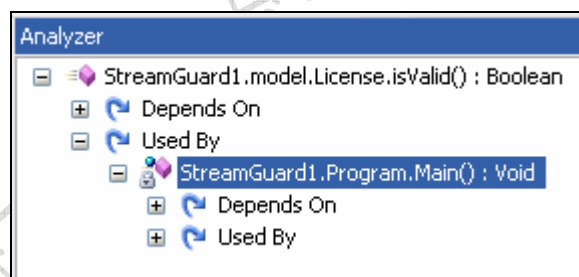 Analyzer
StreamGuard1.model.License.isValid() : Boolean
Depends On
Used By
StreamGuard1.Program.Main() : Void
Depends On
Used By